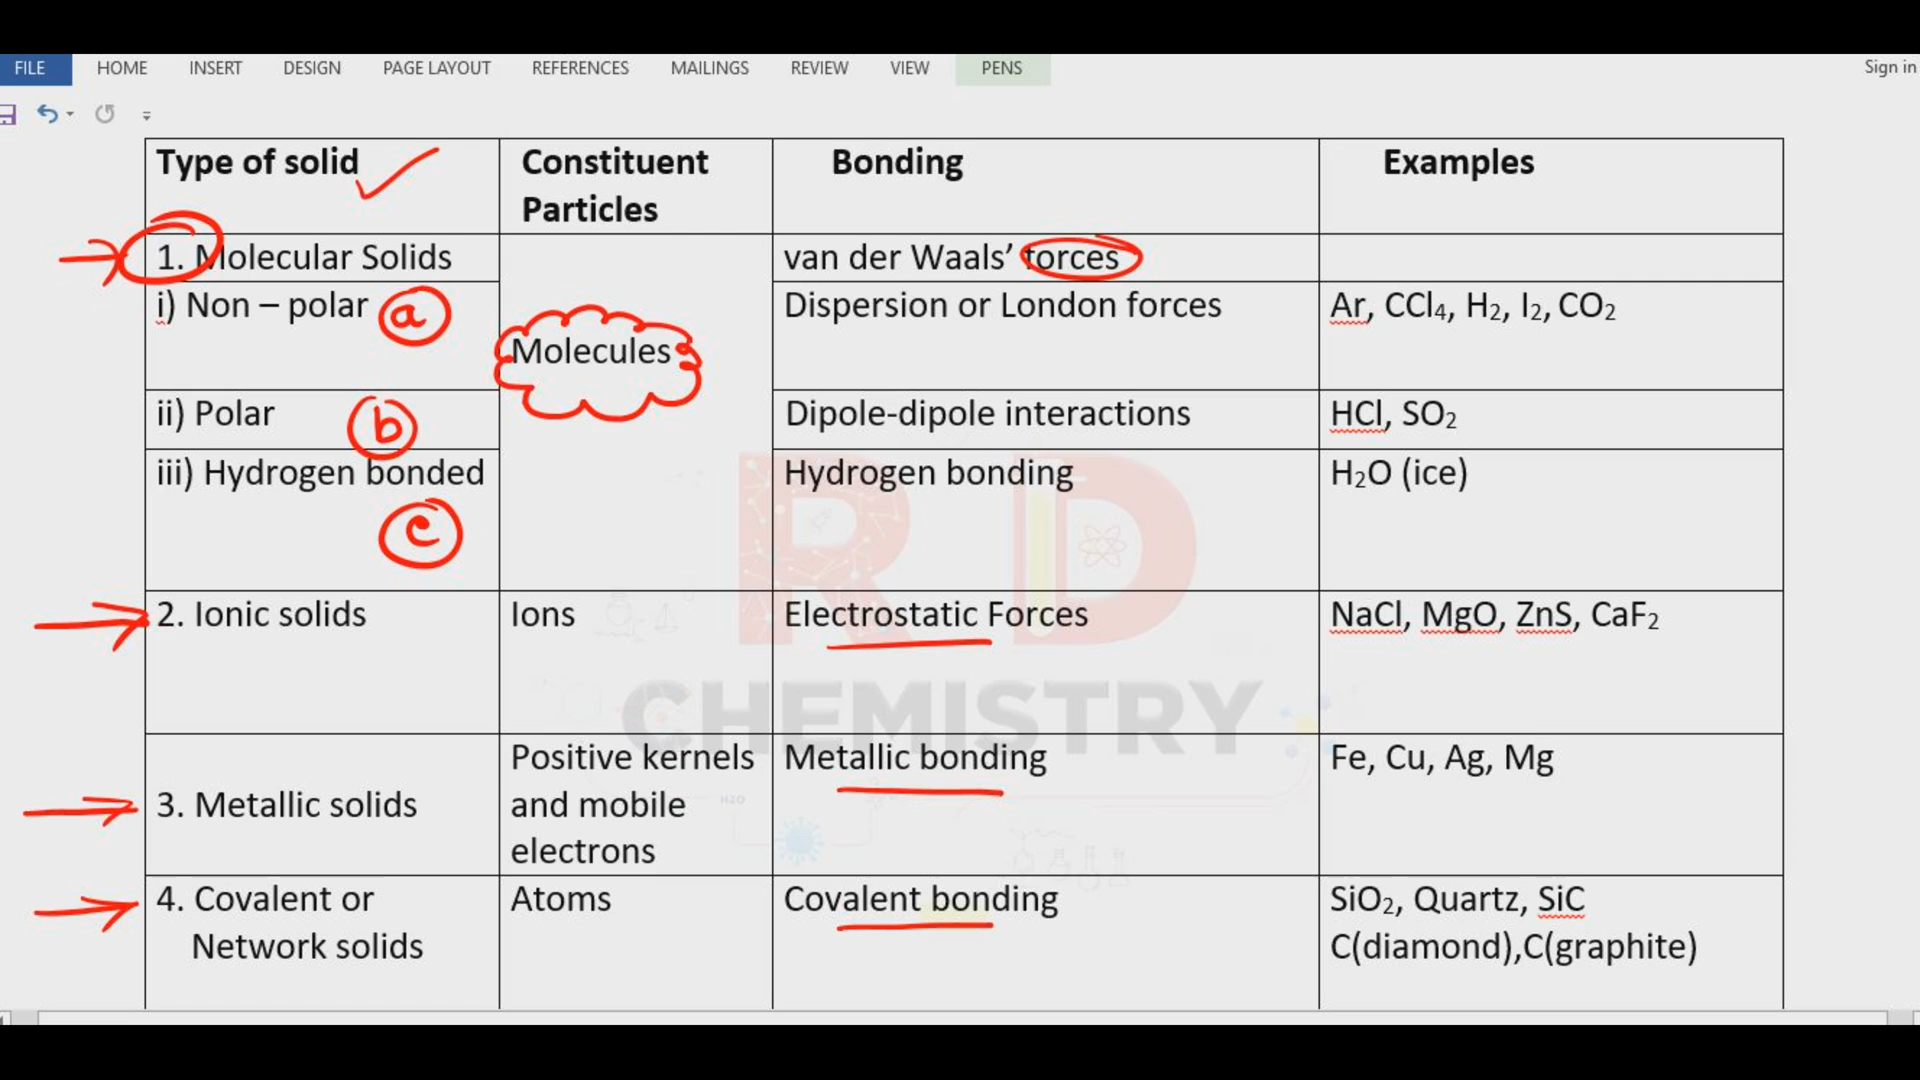 FILE HOME INSERT DESIGN PAGE LAYOUT REFERENCES MAILINGS REVIEW VIEW PENS Sign in
Type of solid Constituent Particles Bonding Examples
1. Molecular Solids van der Waals’ forces
i) Non – polar a Molecules Dispersion or London forces Ar, CCl₄, H₂, I₂, CO₂
ii) Polar b Dipole-dipole interactions HCl, SO₂
iii) Hydrogen bonded c Hydrogen bonding H₂O (ice)
2. Ionic solids Ions Electrostatic Forces NaCl, MgO, ZnS, CaF₂
3. Metallic solids Positive kernels and mobile electrons Metallic bonding Fe, Cu, Ag, Mg
4. Covalent or Network solids Atoms Covalent bonding SiO₂, Quartz, SiC C(diamond),C(graphite)
RD
CHEMISTRY
H2O